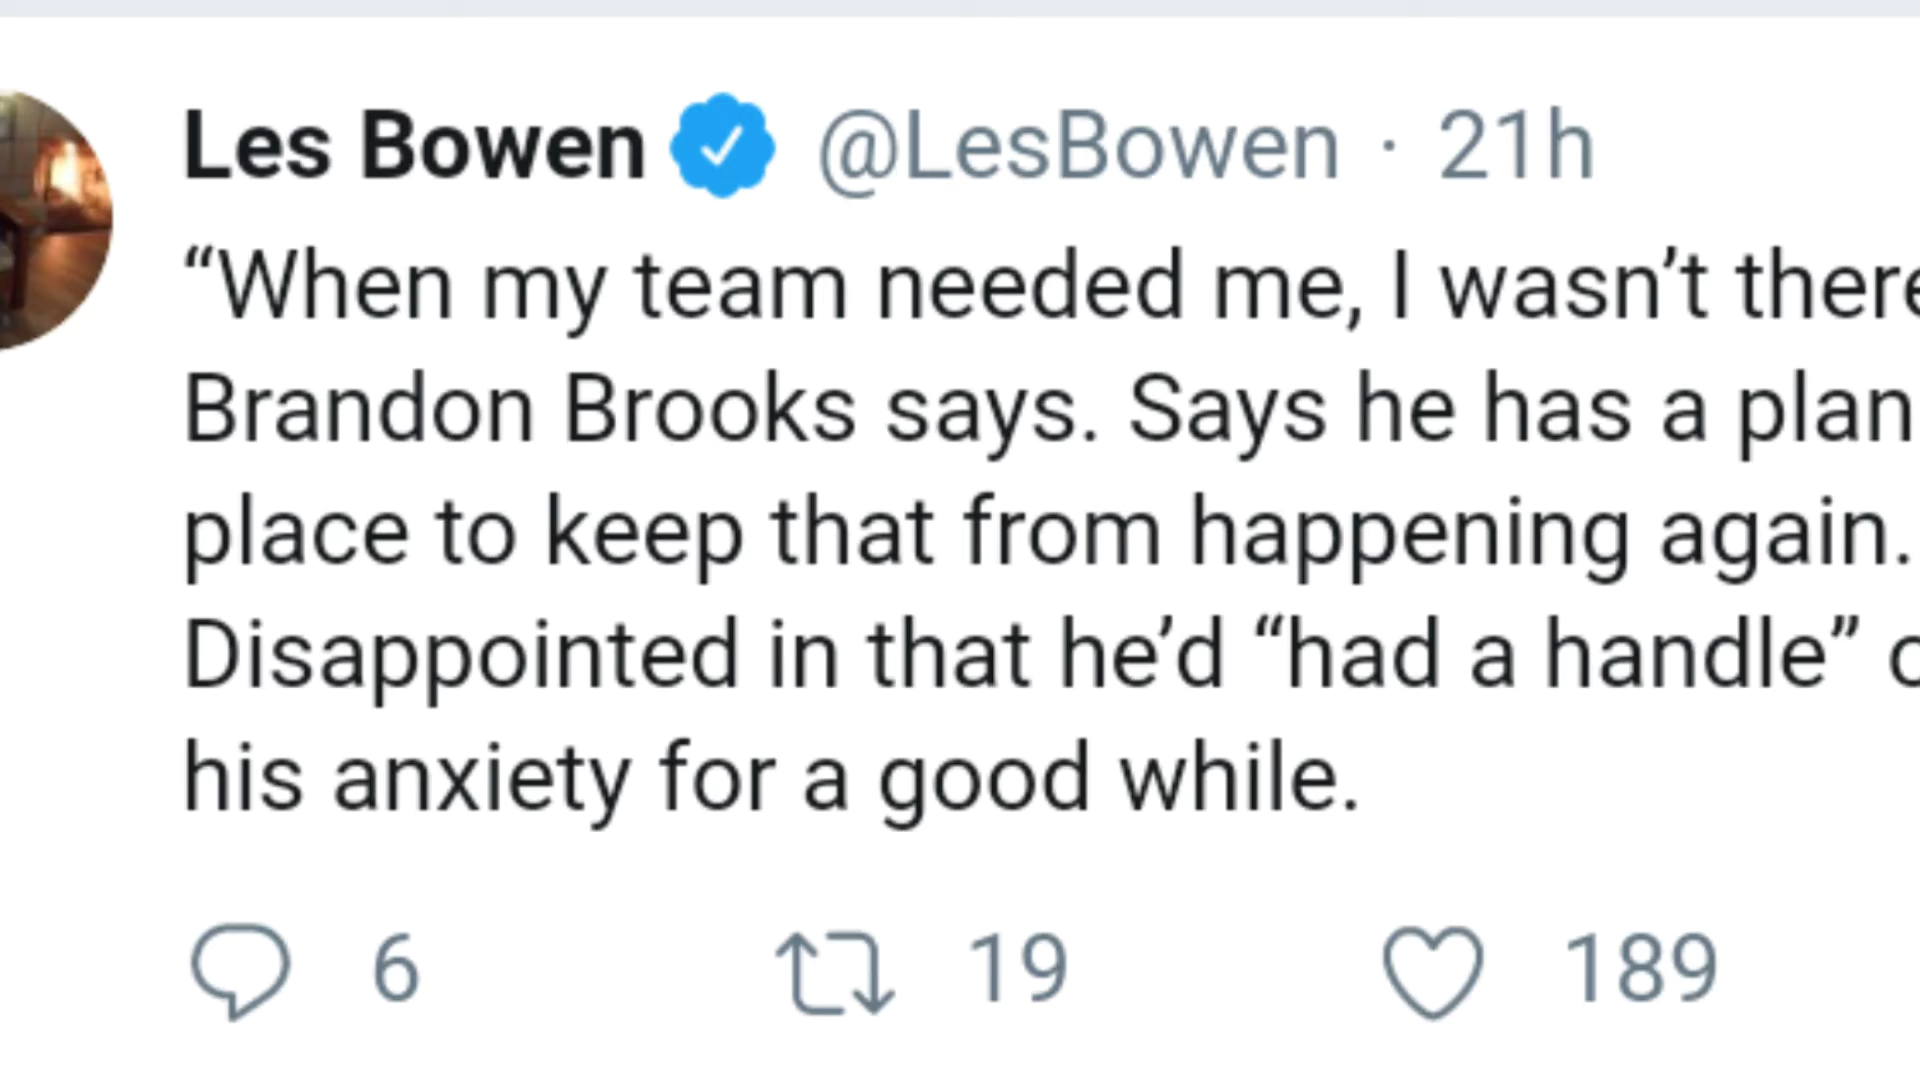 Les Bowen @LesBowen · 21h
“When my team needed me, I wasn’t there
Brandon Brooks says. Says he has a plan
place to keep that from happening again.
Disappointed in that he’d “had a handle”
his anxiety for a good while.
6 19 189